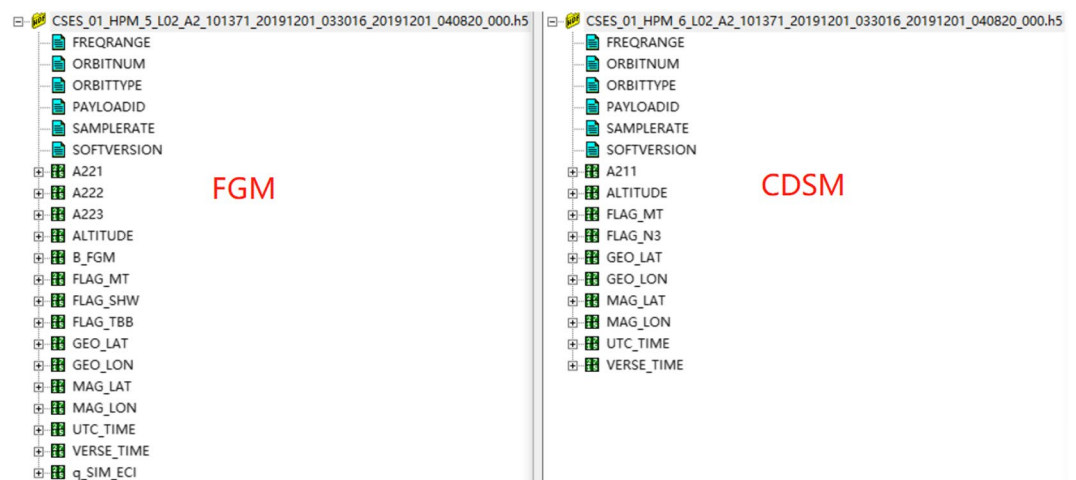 CSES_01_HPM_5_L02_A2_101371_20191201_033016_20191201_040820_000.h5
FREQRANGE
ORBITNUM
ORBITTYPE
PAYLOADID
SAMPLERATE
SOFTVERSION
A221
A222
A223
ALTITUDE
B_FGM
FLAG_MT
FLAG_SHW
FLAG_TBB
GEO_LAT
GEO_LON
MAG_LAT
MAG_LON
UTC_TIME
VERSE_TIME
q_SIM_ECI
FGM
CSES_01_HPM_6_L02_A2_101371_20191201_033016_20191201_040820_000.h5
FREQRANGE
ORBITNUM
ORBITTYPE
PAYLOADID
SAMPLERATE
SOFTVERSION
A211
ALTITUDE
FLAG_MT
FLAG_N3
GEO_LAT
GEO_LON
MAG_LAT
MAG_LON
UTC_TIME
VERSE_TIME
CDSM